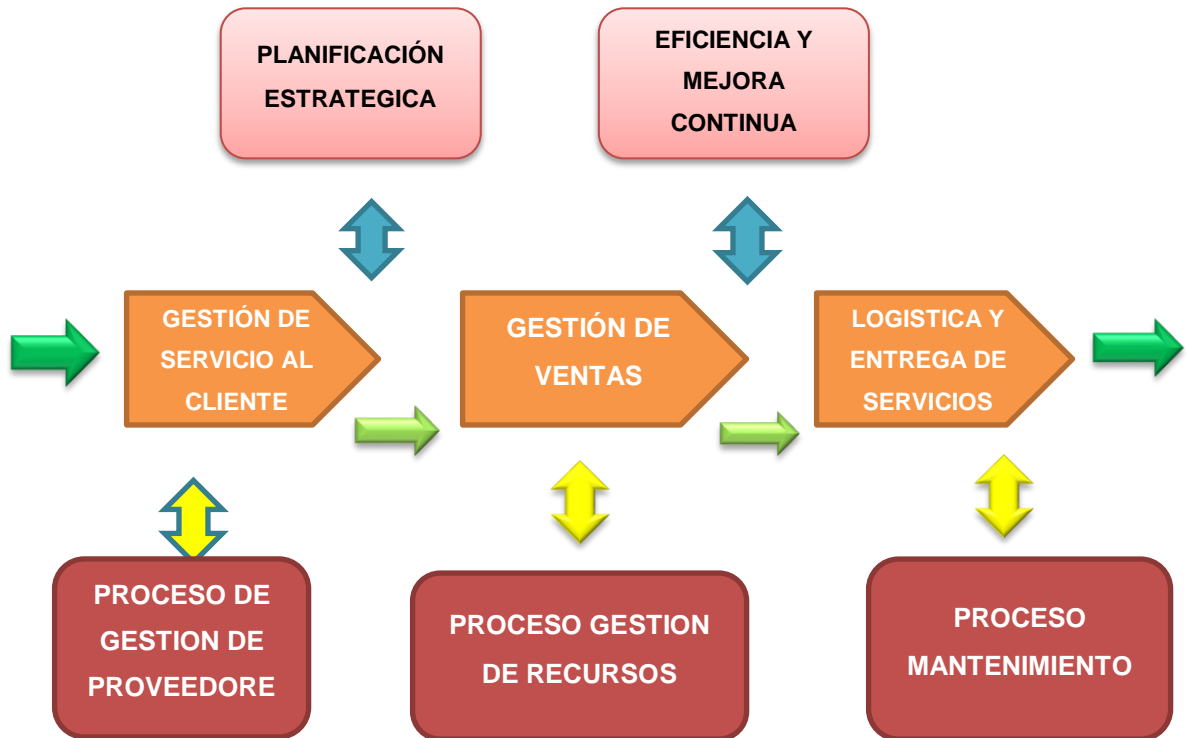 PLANIFICACIÓN
ESTRATEGICA
EFICIENCIA Y
MEJORA
CONTINUA
GESTIÓN DE
SERVICIO AL
CLIENTE
GESTIÓN DE
VENTAS
LOGISTICA Y
ENTREGA DE
SERVICIOS
PROCESO DE
GESTION DE
PROVEEDORE
PROCESO GESTION
DE RECURSOS
PROCESO
MANTENIMIENTO